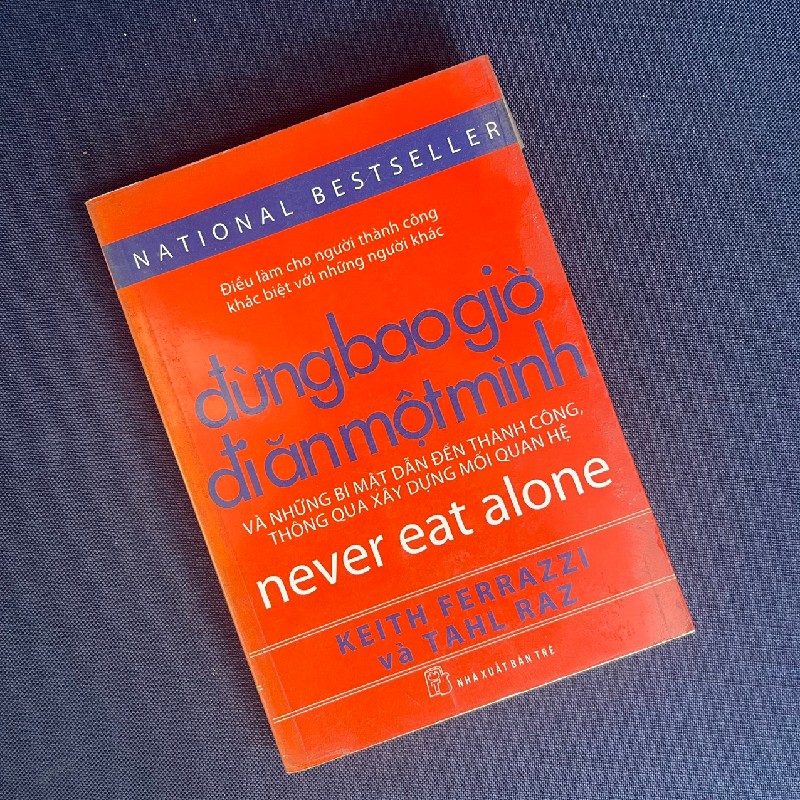 NATIONAL BESTSELLER
Điều làm cho người thành công
khác biệt với những người khác
đừng bao giờ
đi ăn một mình
VÀ NHỮNG BÍ MẬT DẪN ĐẾN THÀNH CÔNG,
THÔNG QUA XÂY DỰNG MỐI QUAN HỆ
never eat alone
KEITH FERRAZZI
và TAHL RAZ
NHÀ XUẤT BẢN TRẺ